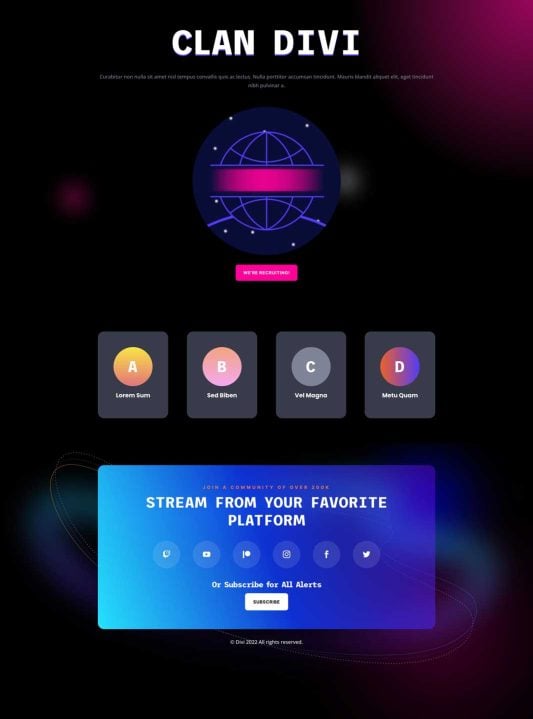 CLAN DIVI
Curabitur non nulla sit amet nisl tempus convallis quis ac lectus. Nulla porttitor accumsan tincidunt. Mauris blandit aliquet elit, eget tincidunt
nibh pulvinar a.
WE'RE RECRUITING!
A
B
C
D
Lorem Sum
Sed Biben
Vel Magna
Metu Quam
JOIN A COMMUNITY OF OVER 200K
STREAM FROM YOUR FAVORITE
PLATFORM
Or Subscribe for All Alerts
SUBSCRIBE
© Divi 2022 All rights reserved.